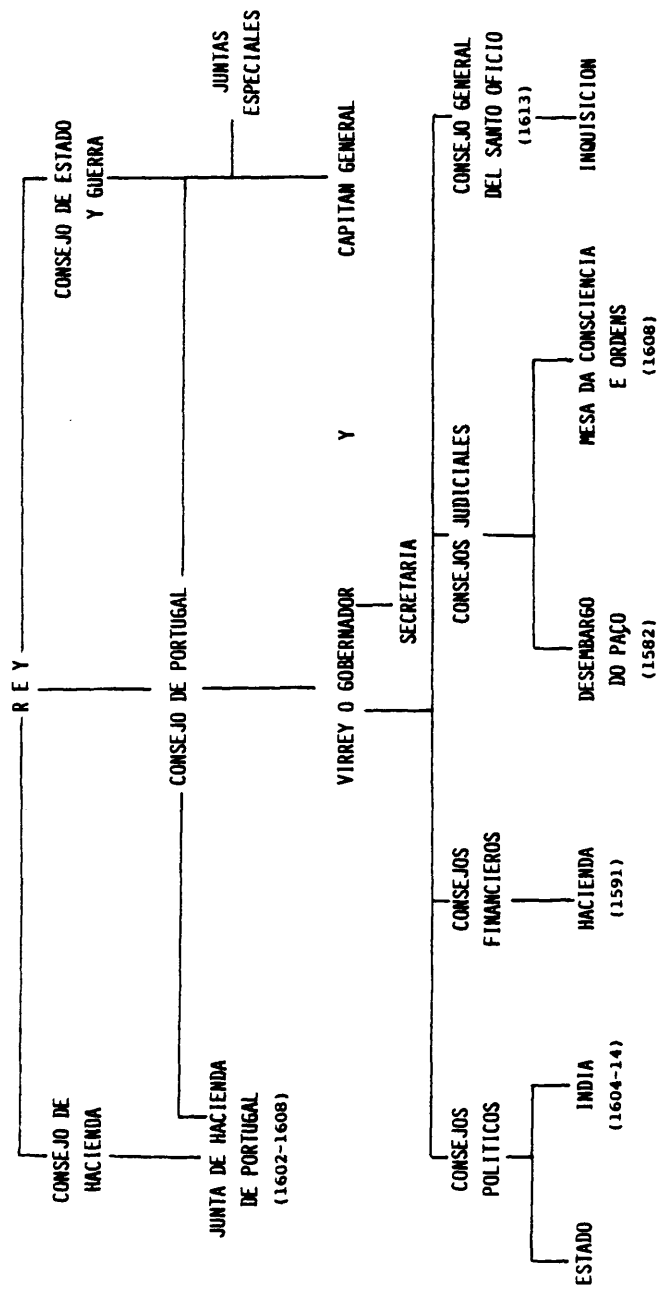 R E Y
CONSEJO DE
HACIENDA
CONSEJO DE ESTADO
Y GUERRA
JUNTA DE HACIENDA
DE PORTUGAL
(1602-1608)
CONSEJO DE PORTUGAL
JUNTAS
ESPECIALES
VIRREY O GOBERNADOR
Y
CAPITAN GENERAL
SECRETARIA
CONSEJOS
POLITICOS
CONSEJOS
FINANCIEROS
CONSEJOS JUDICIALES
CONSEJO GENERAL
DEL SANTO OFICIO
(1613)
ESTADO
INDIA
(1604-14)
HACIENDA
(1591)
DESEMBARGO
DO PAÇO
(1582)
MESA DA CONSCIENCIA
E ORDENS
(1608)
INQUISICION